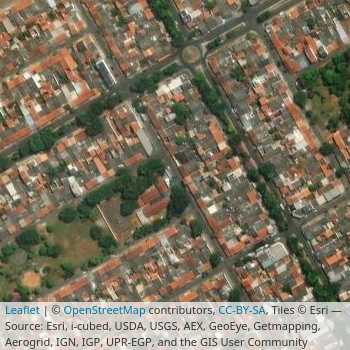 Leaflet | © OpenStreetMap contributors, CC-BY-SA, Tiles © Esri —
Source: Esri, i-cubed, USDA, USGS, AEX, GeoEye, Getmapping,
Aerogrid, IGN, IGP, UPR-EGP, and the GIS User Community